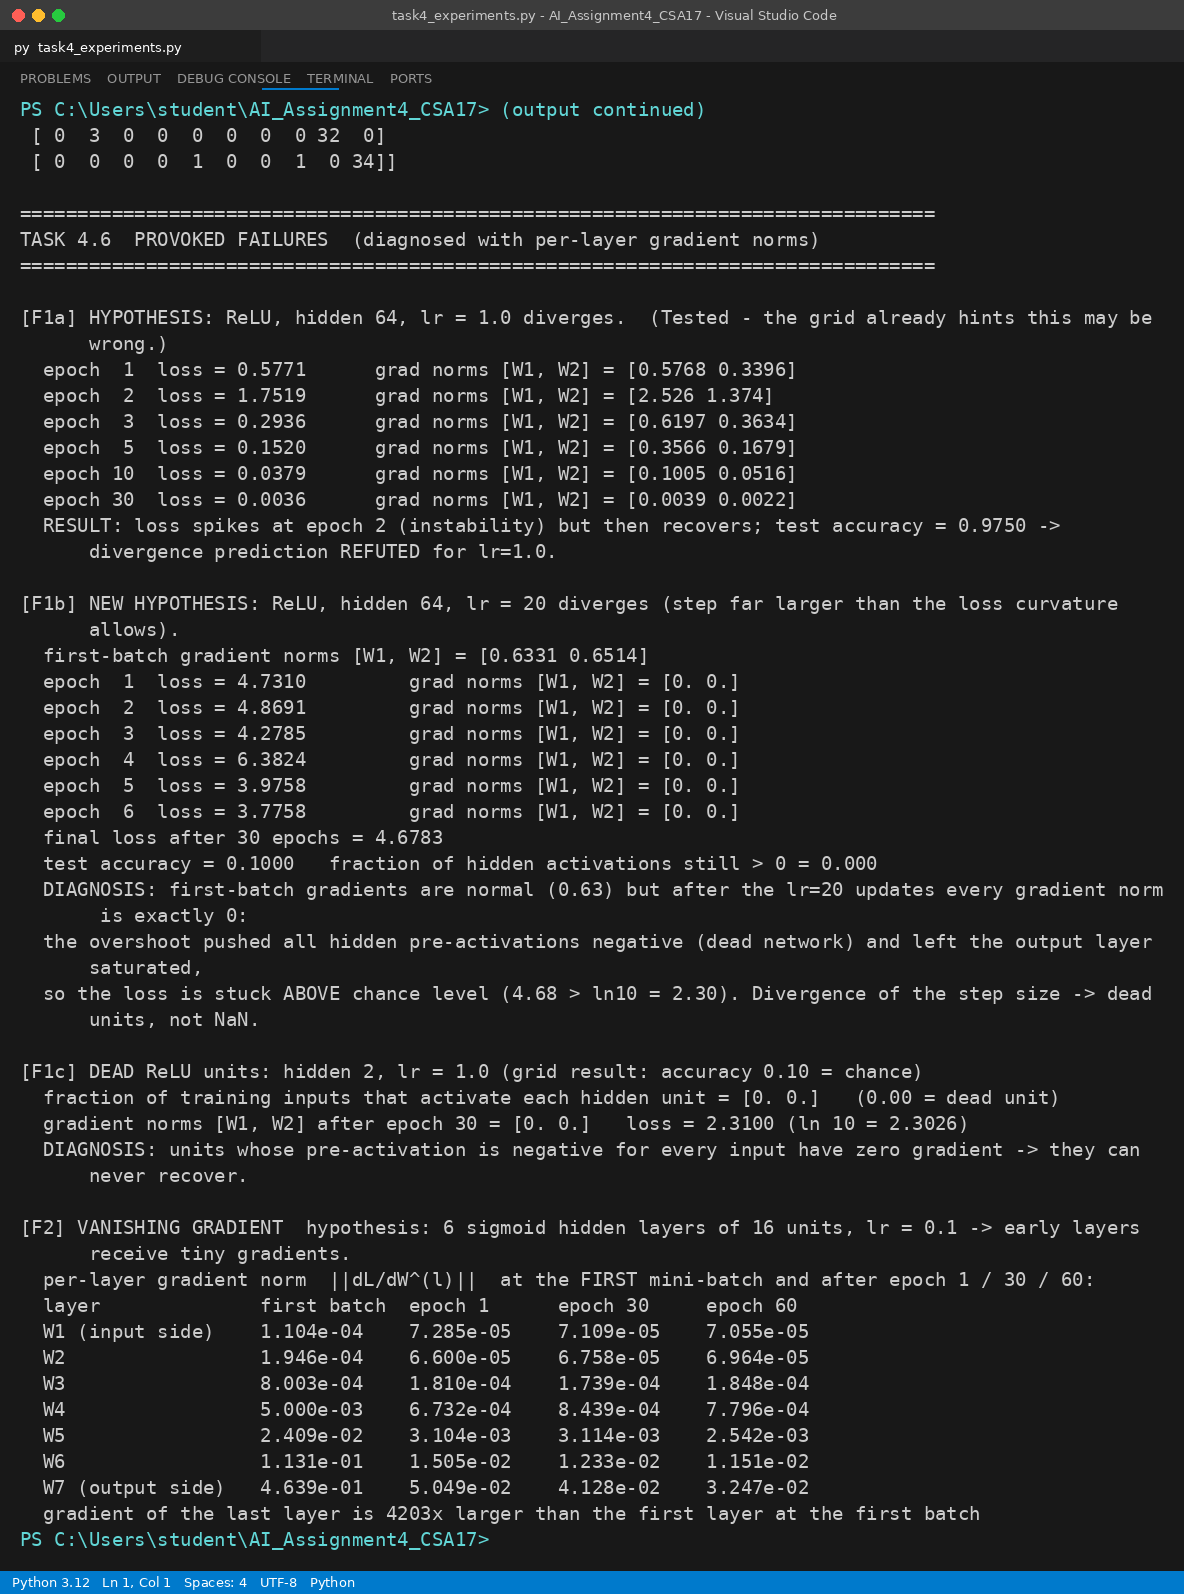 task4_experiments.py - AI_Assignment4_CSA17 - Visual Studio Code
py  task4_experiments.py
PROBLEMS    OUTPUT    DEBUG CONSOLE    TERMINAL    PORTS
PS C:\Users\student\AI_Assignment4_CSA17> (output continued)
 [ 0  3  0  0  0  0  0  0 32  0]
 [ 0  0  0  0  1  0  0  1  0 34]]
================================================================================
TASK 4.6  PROVOKED FAILURES  (diagnosed with per-layer gradient norms)
================================================================================
[F1a] HYPOTHESIS: ReLU, hidden 64, lr = 1.0 diverges.  (Tested - the grid already hints this may be
      wrong.)
  epoch  1  loss = 0.5771      grad norms [W1, W2] = [0.5768 0.3396]
  epoch  2  loss = 1.7519      grad norms [W1, W2] = [2.526 1.374]
  epoch  3  loss = 0.2936      grad norms [W1, W2] = [0.6197 0.3634]
  epoch  5  loss = 0.1520      grad norms [W1, W2] = [0.3566 0.1679]
  epoch 10  loss = 0.0379      grad norms [W1, W2] = [0.1005 0.0516]
  epoch 30  loss = 0.0036      grad norms [W1, W2] = [0.0039 0.0022]
  RESULT: loss spikes at epoch 2 (instability) but then recovers; test accuracy = 0.9750 ->
      divergence prediction REFUTED for lr=1.0.
[F1b] NEW HYPOTHESIS: ReLU, hidden 64, lr = 20 diverges (step far larger than the loss curvature
      allows).
  first-batch gradient norms [W1, W2] = [0.6331 0.6514]
  epoch  1  loss = 4.7310         grad norms [W1, W2] = [0. 0.]
  epoch  2  loss = 4.8691         grad norms [W1, W2] = [0. 0.]
  epoch  3  loss = 4.2785         grad norms [W1, W2] = [0. 0.]
  epoch  4  loss = 6.3824         grad norms [W1, W2] = [0. 0.]
  epoch  5  loss = 3.9758         grad norms [W1, W2] = [0. 0.]
  epoch  6  loss = 3.7758         grad norms [W1, W2] = [0. 0.]
  final loss after 30 epochs = 4.6783
  test accuracy = 0.1000   fraction of hidden activations still > 0 = 0.000
  DIAGNOSIS: first-batch gradients are normal (0.63) but after the lr=20 updates every gradient norm
       is exactly 0:
  the overshoot pushed all hidden pre-activations negative (dead network) and left the output layer
      saturated,
  so the loss is stuck ABOVE chance level (4.68 > ln10 = 2.30). Divergence of the step size -> dead
      units, not NaN.
[F1c] DEAD ReLU units: hidden 2, lr = 1.0 (grid result: accuracy 0.10 = chance)
  fraction of training inputs that activate each hidden unit = [0. 0.]   (0.00 = dead unit)
  gradient norms [W1, W2] after epoch 30 = [0. 0.]   loss = 2.3100 (ln 10 = 2.3026)
  DIAGNOSIS: units whose pre-activation is negative for every input have zero gradient -> they can
      never recover.
[F2] VANISHING GRADIENT  hypothesis: 6 sigmoid hidden layers of 16 units, lr = 0.1 -> early layers
      receive tiny gradients.
  per-layer gradient norm  ||dL/dW^(l)||  at the FIRST mini-batch and after epoch 1 / 30 / 60:
  layer              first batch  epoch 1      epoch 30     epoch 60
  W1 (input side)    1.104e-04    7.285e-05    7.109e-05    7.055e-05
  W2                 1.946e-04    6.600e-05    6.758e-05    6.964e-05
  W3                 8.003e-04    1.810e-04    1.739e-04    1.848e-04
  W4                 5.000e-03    6.732e-04    8.439e-04    7.796e-04
  W5                 2.409e-02    3.104e-03    3.114e-03    2.542e-03
  W6                 1.131e-01    1.505e-02    1.233e-02    1.151e-02
  W7 (output side)   4.639e-01    5.049e-02    4.128e-02    3.247e-02
  gradient of the last layer is 4203x larger than the first layer at the first batch
PS C:\Users\student\AI_Assignment4_CSA17>
Python 3.12   Ln 1, Col 1   Spaces: 4   UTF-8   Python